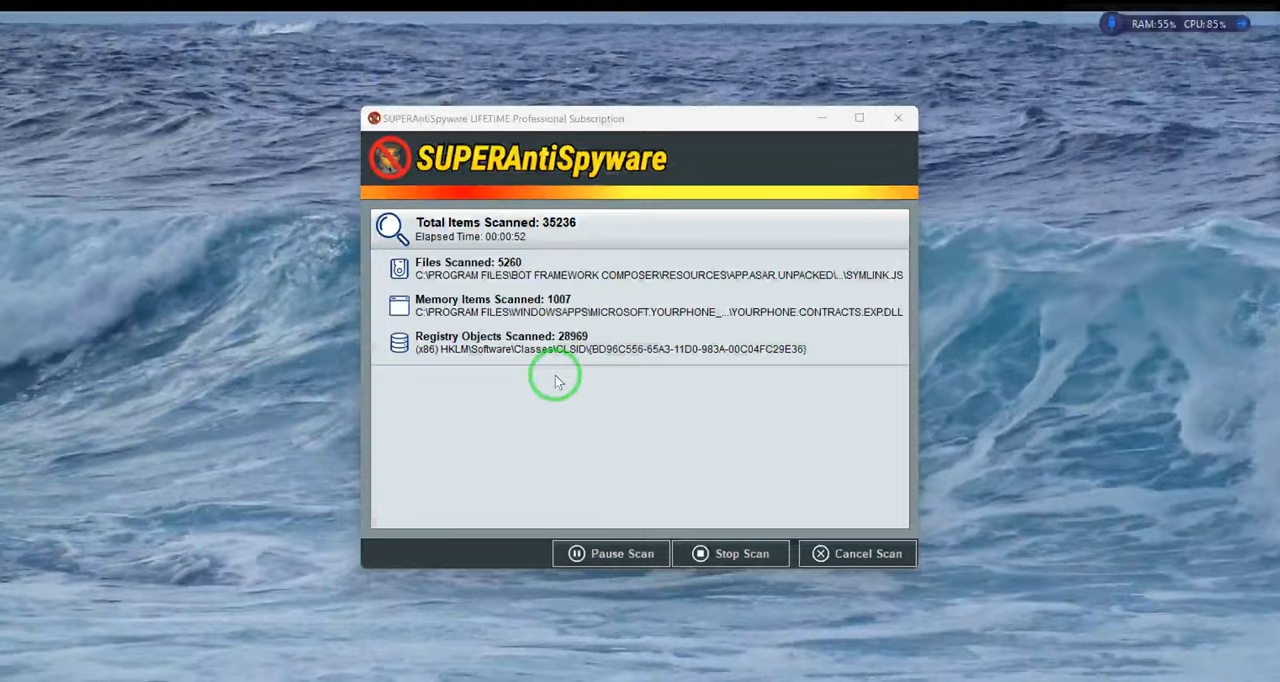 RAM:55% CPU:85%
SUPERAntiSpyware LIFETIME Professional Subscription
SUPERAntiSpyware
Total Items Scanned: 35236
Elapsed Time: 00:00:52
Files Scanned: 5260
C:\PROGRAM FILES\BOT FRAMEWORK COMPOSER\RESOURCES\APP.ASAR.UNPACKED\...\SYMLINK.JS
Memory Items Scanned: 1007
C:\PROGRAM FILES\WINDOWSAPPS\MICROSOFT.YOURPHONE_...\YOURPHONE.CONTRACTS.EXP.DLL
Registry Objects Scanned: 28969
(x86) HKLM\Software\Classes\CLSID\{BD96C556-65A3-11D0-983A-00C04FC29E36}
Pause Scan Stop Scan Cancel Scan